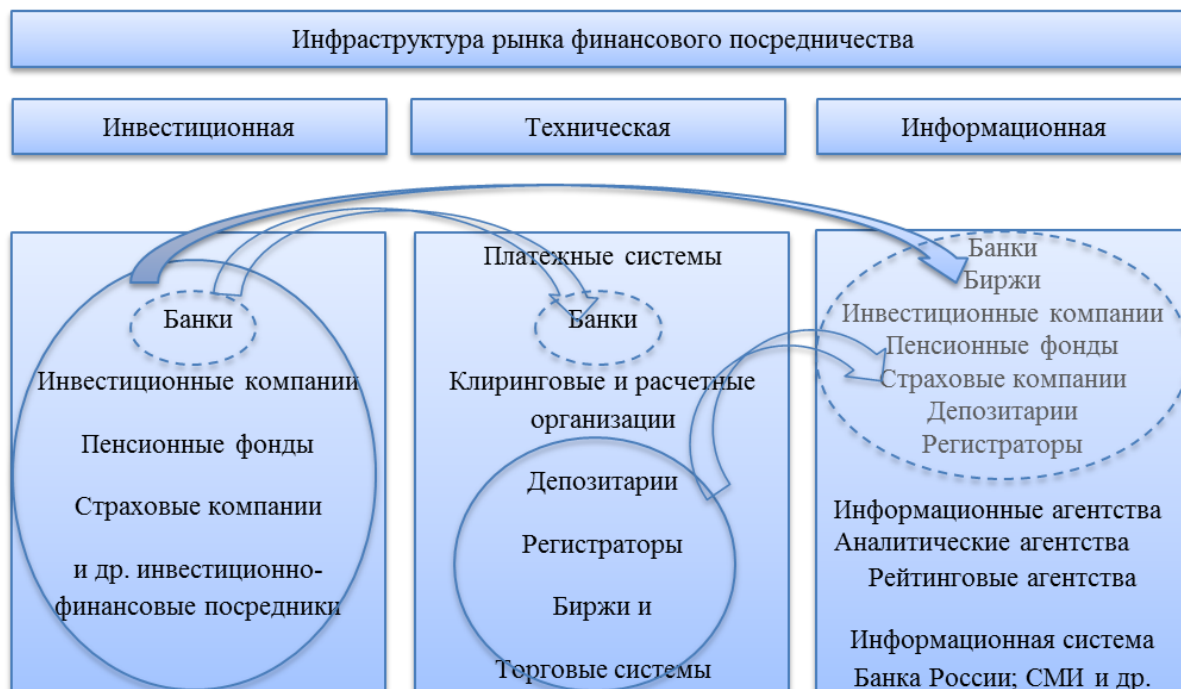 Инфраструктура рынка финансового посредничества
Инвестиционная
Техническая
Информационная
Банки
Инвестиционные компании
Пенсионные фонды
Страховые компании
и др. инвестиционно-
финансовые посредники
Платежные системы
Банки
Клиринговые и расчетные
организации
Депозитарии
Регистраторы
Биржи и
Торговые системы
Банки
Биржи
Инвестиционные компании
Пенсионные фонды
Страховые компании
Депозитарии
Регистраторы
Информационные агентства
Аналитические агентства
Рейтинговые агентства
Информационная система
Банка России; СМИ и др.